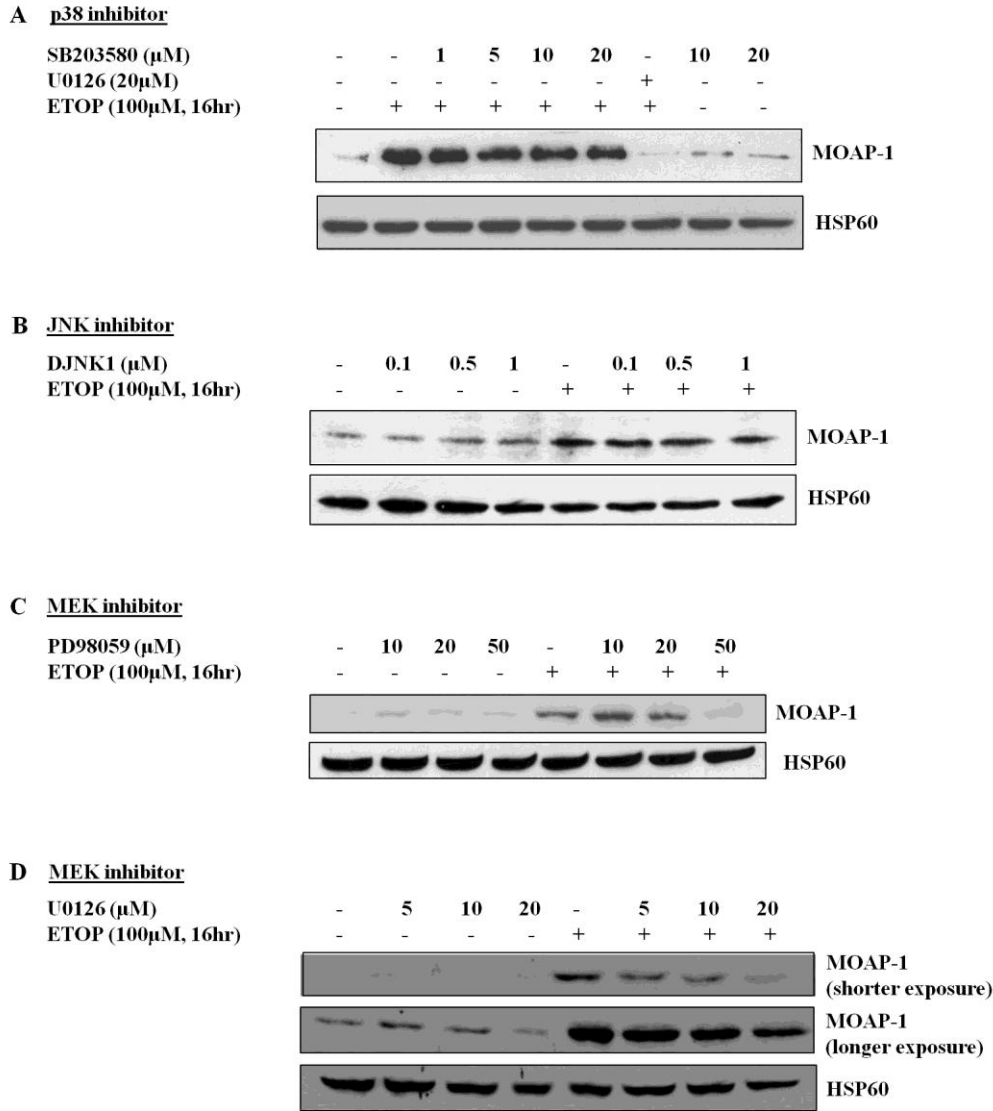 A p38 inhibitor
SB203580 (µM) - - 1 5 10 20 - 10 20
U0126 (20µM) - - - - - - + - -
ETOP (100µM, 16hr) - + + + + + + - -
MOAP-1
HSP60
B JNK inhibitor
DJNK1 (µM) - 0.1 0.5 1 - 0.1 0.5 1
ETOP (100µM, 16hr) - - - - + + + +
MOAP-1
HSP60
C MEK inhibitor
PD98059 (µM) - 10 20 50 - 10 20 50
ETOP (100µM, 16hr) - - - - + + + +
MOAP-1
HSP60
D MEK inhibitor
U0126 (µM) - 5 10 20 - 5 10 20
ETOP (100µM, 16hr) - - - - + + + +
MOAP-1
(shorter exposure)
MOAP-1
(longer exposure)
HSP60